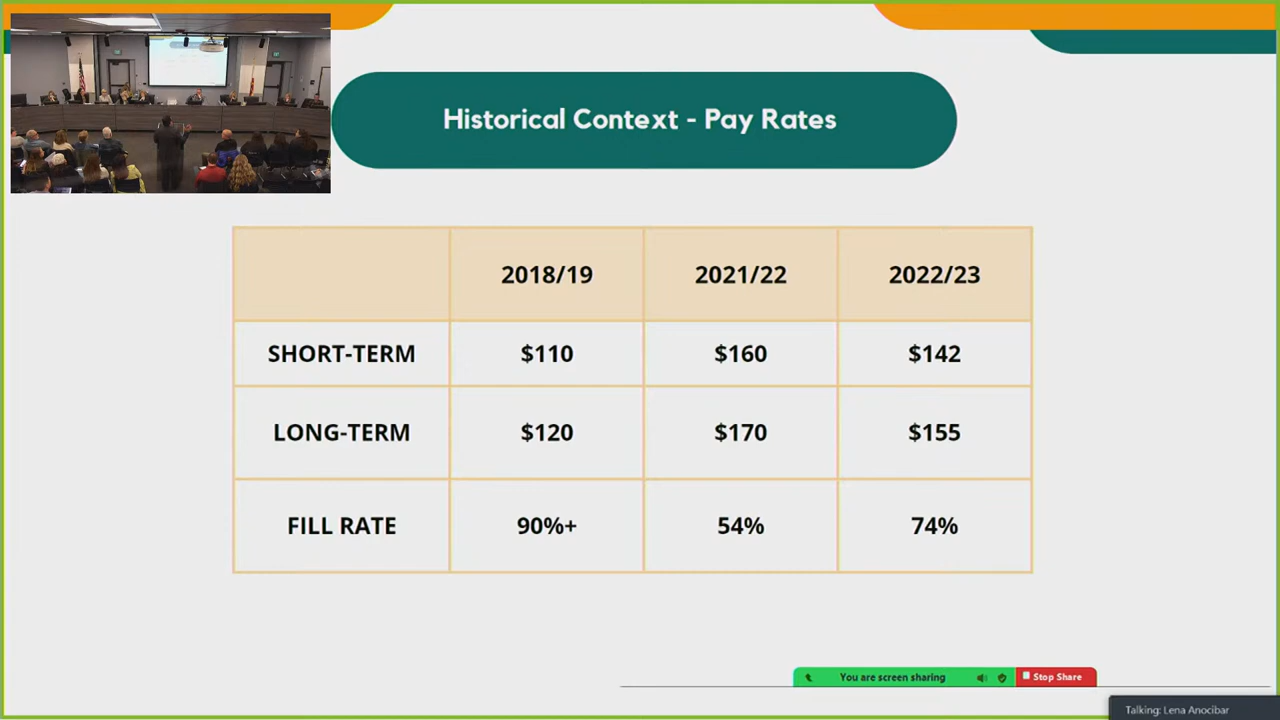 Historical Context - Pay Rates
2018/19 2021/22 2022/23
SHORT-TERM $110 $160 $142
LONG-TERM $120 $170 $155
FILL RATE 90%+ 54% 74%
You are screen sharing Stop Share
Talking: Lena Anocibar